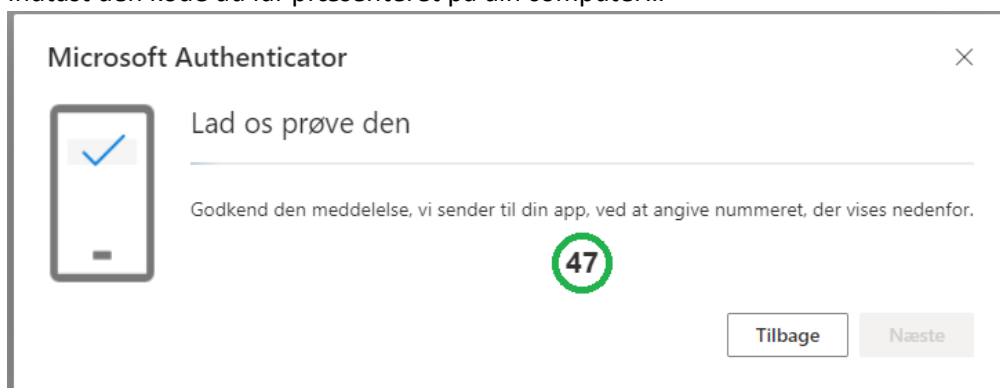 Microsoft Authenticator
Lad os prøve den
Godkend den meddelelse, vi sender til din app, ved at angive nummeret, der vises nedenfor.
47
Tilbage
Næste